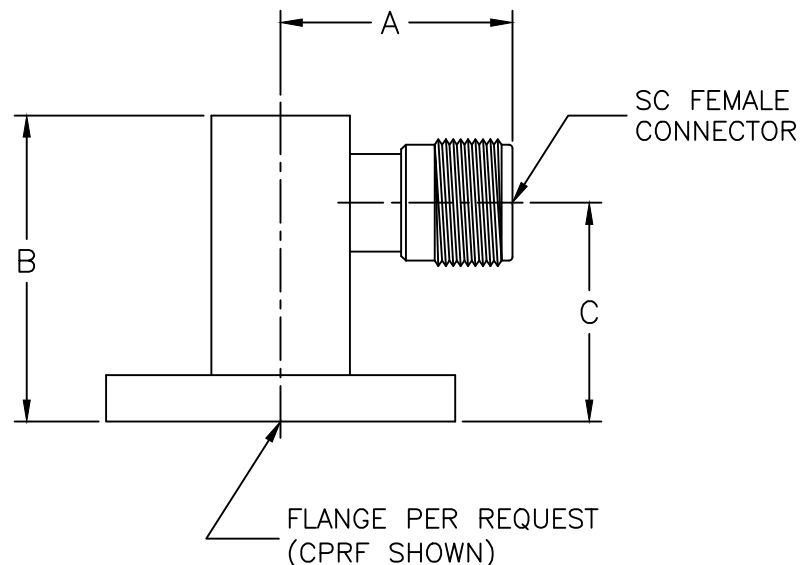 A
SC FEMALE
CONNECTOR
B
C
FLANGE PER REQUEST
(CPRF SHOWN)